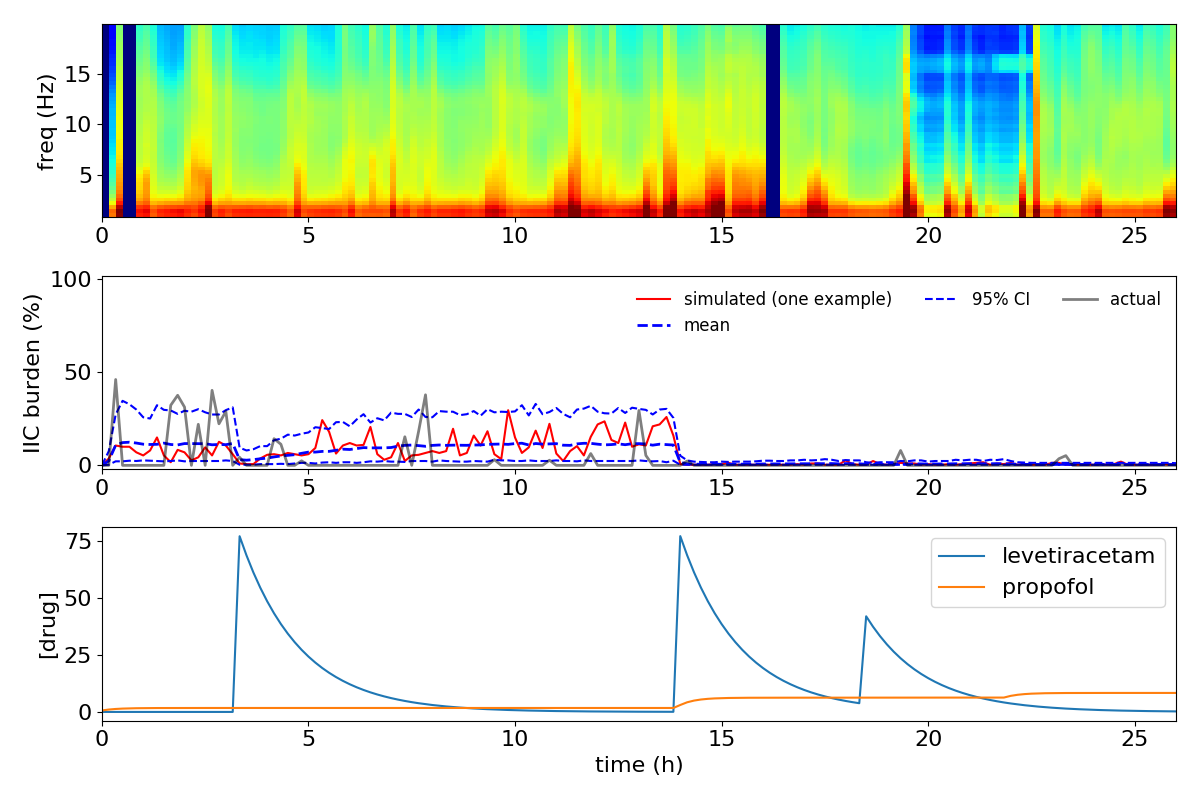 freq (Hz)
15
10
5
0 5 10 15 20 25
IIC burden (%)
100
50
0
simulated (one example) 95% CI actual
mean
0 5 10 15 20 25
[drug]
75
50
25
0
levetiracetam
propofol
0 5 10 15 20 25
time (h)